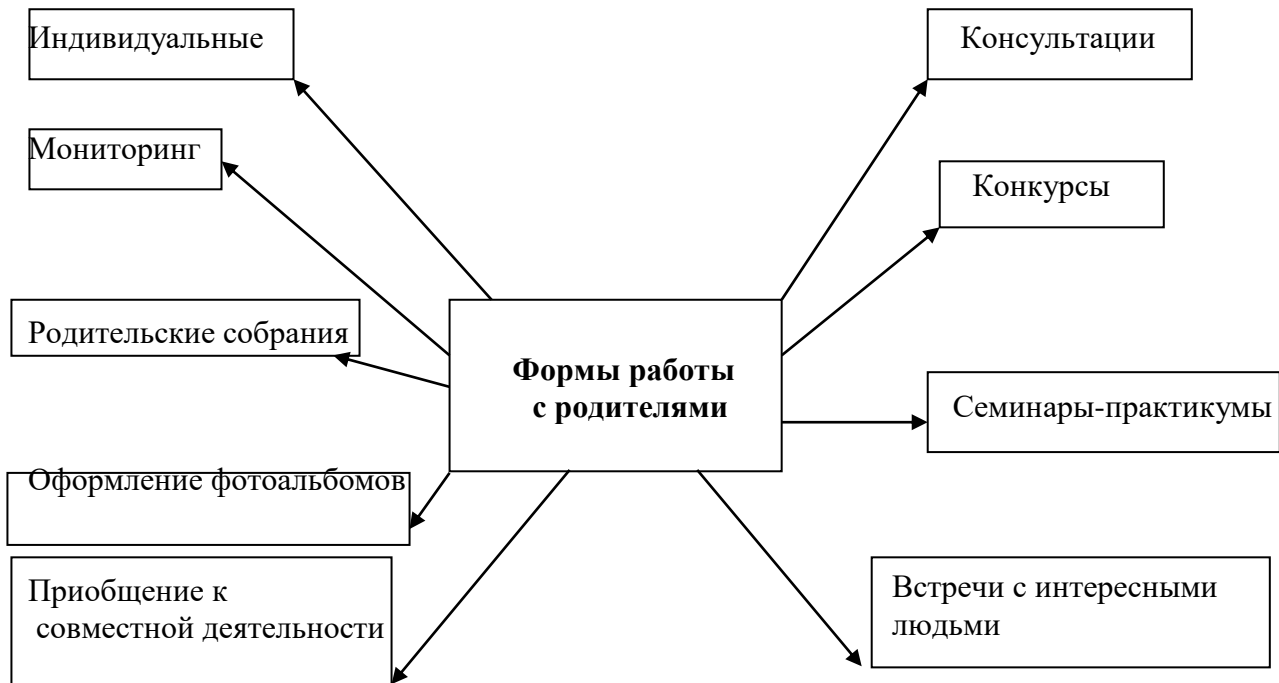 Индивидуальные
Консультации
Мониторинг
Конкурсы
Родительские собрания
Формы работы
с родителями
Семинары-практикумы
Оформление фотоальбомов
Приобщение к
совместной деятельности
Встречи с интересными
людьми